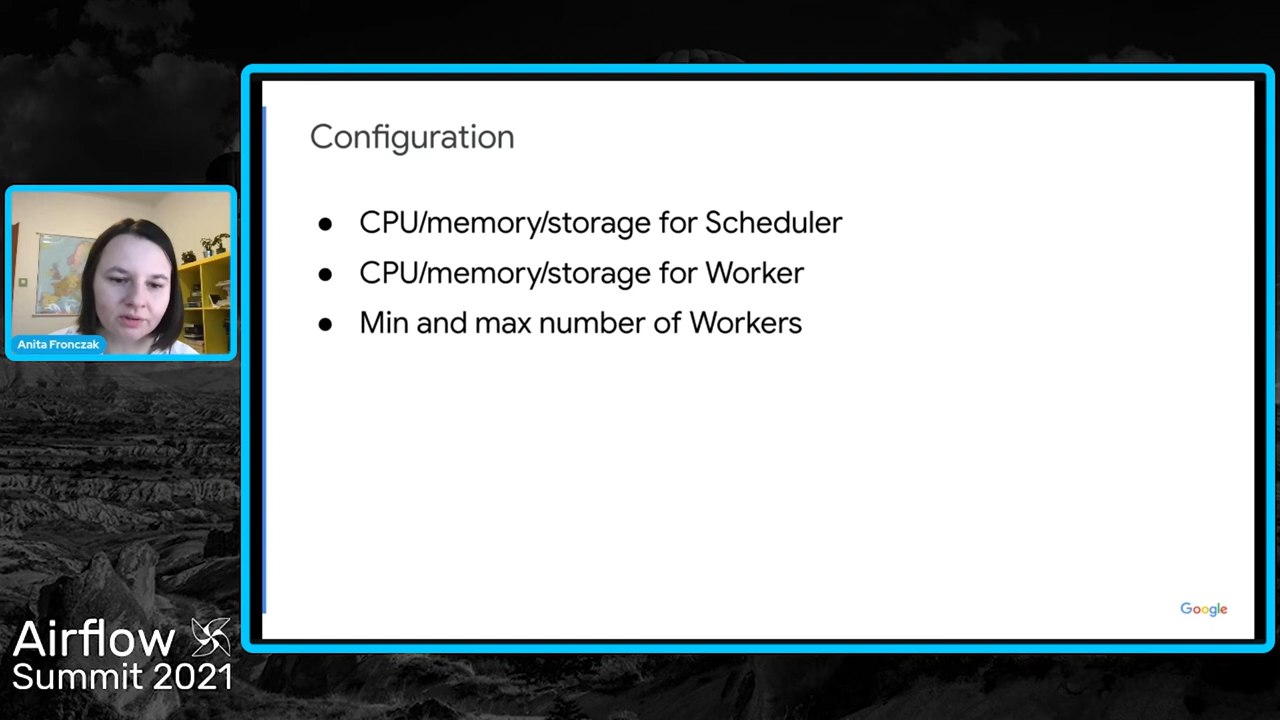 Configuration
● CPU/memory/storage for Scheduler
● CPU/memory/storage for Worker
● Min and max number of Workers
Google
Anita Fronczak
Airflow
Summit 2021